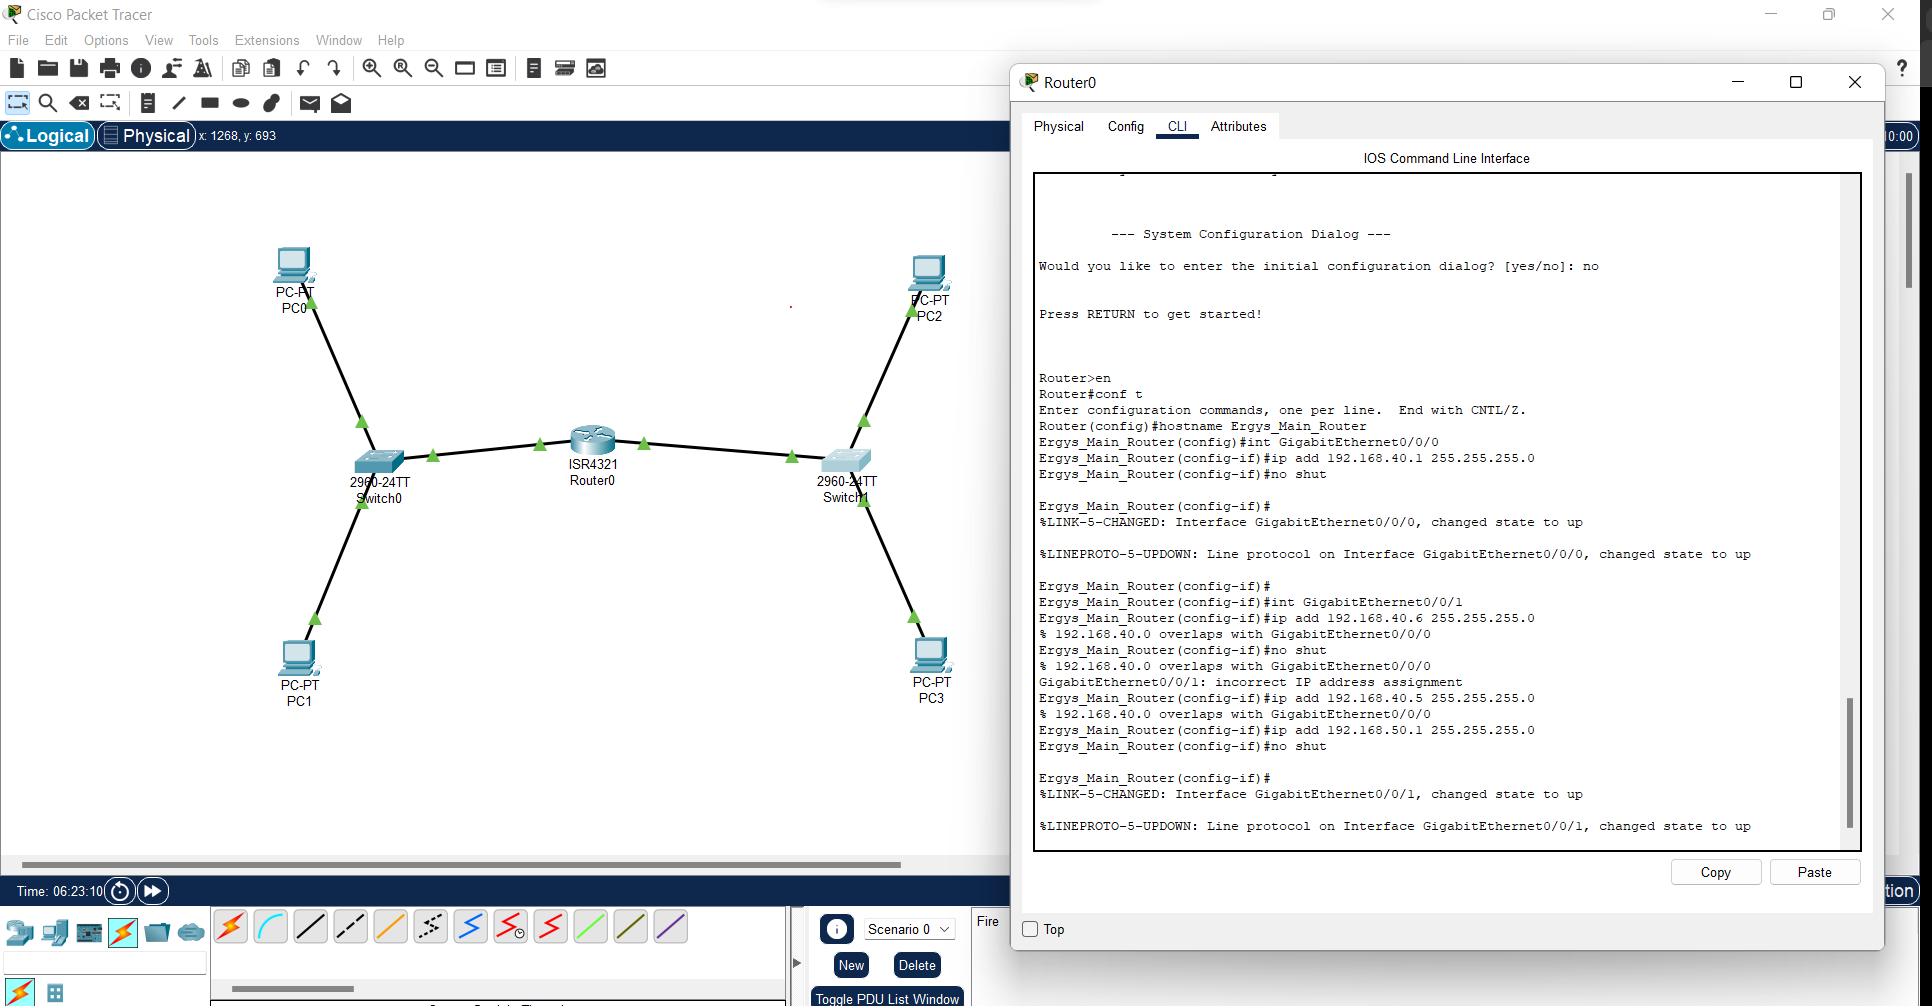 Cisco Packet Tracer
File Edit Options View Tools Extensions Window Help
Logical Physical x: 1268, y: 693
PC-PT
PC0
PC-PT
PC2
ISR4321
Router0
2960-24TT
Switch0
2960-24TT
Switch1
PC-PT
PC1
PC-PT
PC3
Time: 06:23:10
Scenario 0
New Delete
Toggle PDU List Window
Fire
Router0
Physical Config CLI Attributes
IOS Command Line Interface
--- System Configuration Dialog ---
Would you like to enter the initial configuration dialog? [yes/no]: no
Press RETURN to get started!
Router>en
Router#conf t
Enter configuration commands, one per line.  End with CNTL/Z.
Router(config)#hostname Ergys_Main_Router
Ergys_Main_Router(config)#int GigabitEthernet0/0/0
Ergys_Main_Router(config-if)#ip add 192.168.40.1 255.255.255.0
Ergys_Main_Router(config-if)#no shut
Ergys_Main_Router(config-if)#
%LINK-5-CHANGED: Interface GigabitEthernet0/0/0, changed state to up
%LINEPROTO-5-UPDOWN: Line protocol on Interface GigabitEthernet0/0/0, changed state to up
Ergys_Main_Router(config-if)#
Ergys_Main_Router(config-if)#int GigabitEthernet0/0/1
Ergys_Main_Router(config-if)#ip add 192.168.40.6 255.255.255.0
% 192.168.40.0 overlaps with GigabitEthernet0/0/0
Ergys_Main_Router(config-if)#no shut
% 192.168.40.0 overlaps with GigabitEthernet0/0/0
GigabitEthernet0/0/1: incorrect IP address assignment
Ergys_Main_Router(config-if)#ip add 192.168.40.5 255.255.255.0
% 192.168.40.0 overlaps with GigabitEthernet0/0/0
Ergys_Main_Router(config-if)#ip add 192.168.50.1 255.255.255.0
Ergys_Main_Router(config-if)#no shut
Ergys_Main_Router(config-if)#
%LINK-5-CHANGED: Interface GigabitEthernet0/0/1, changed state to up
%LINEPROTO-5-UPDOWN: Line protocol on Interface GigabitEthernet0/0/1, changed state to up
Copy Paste
Top
0:00
tion